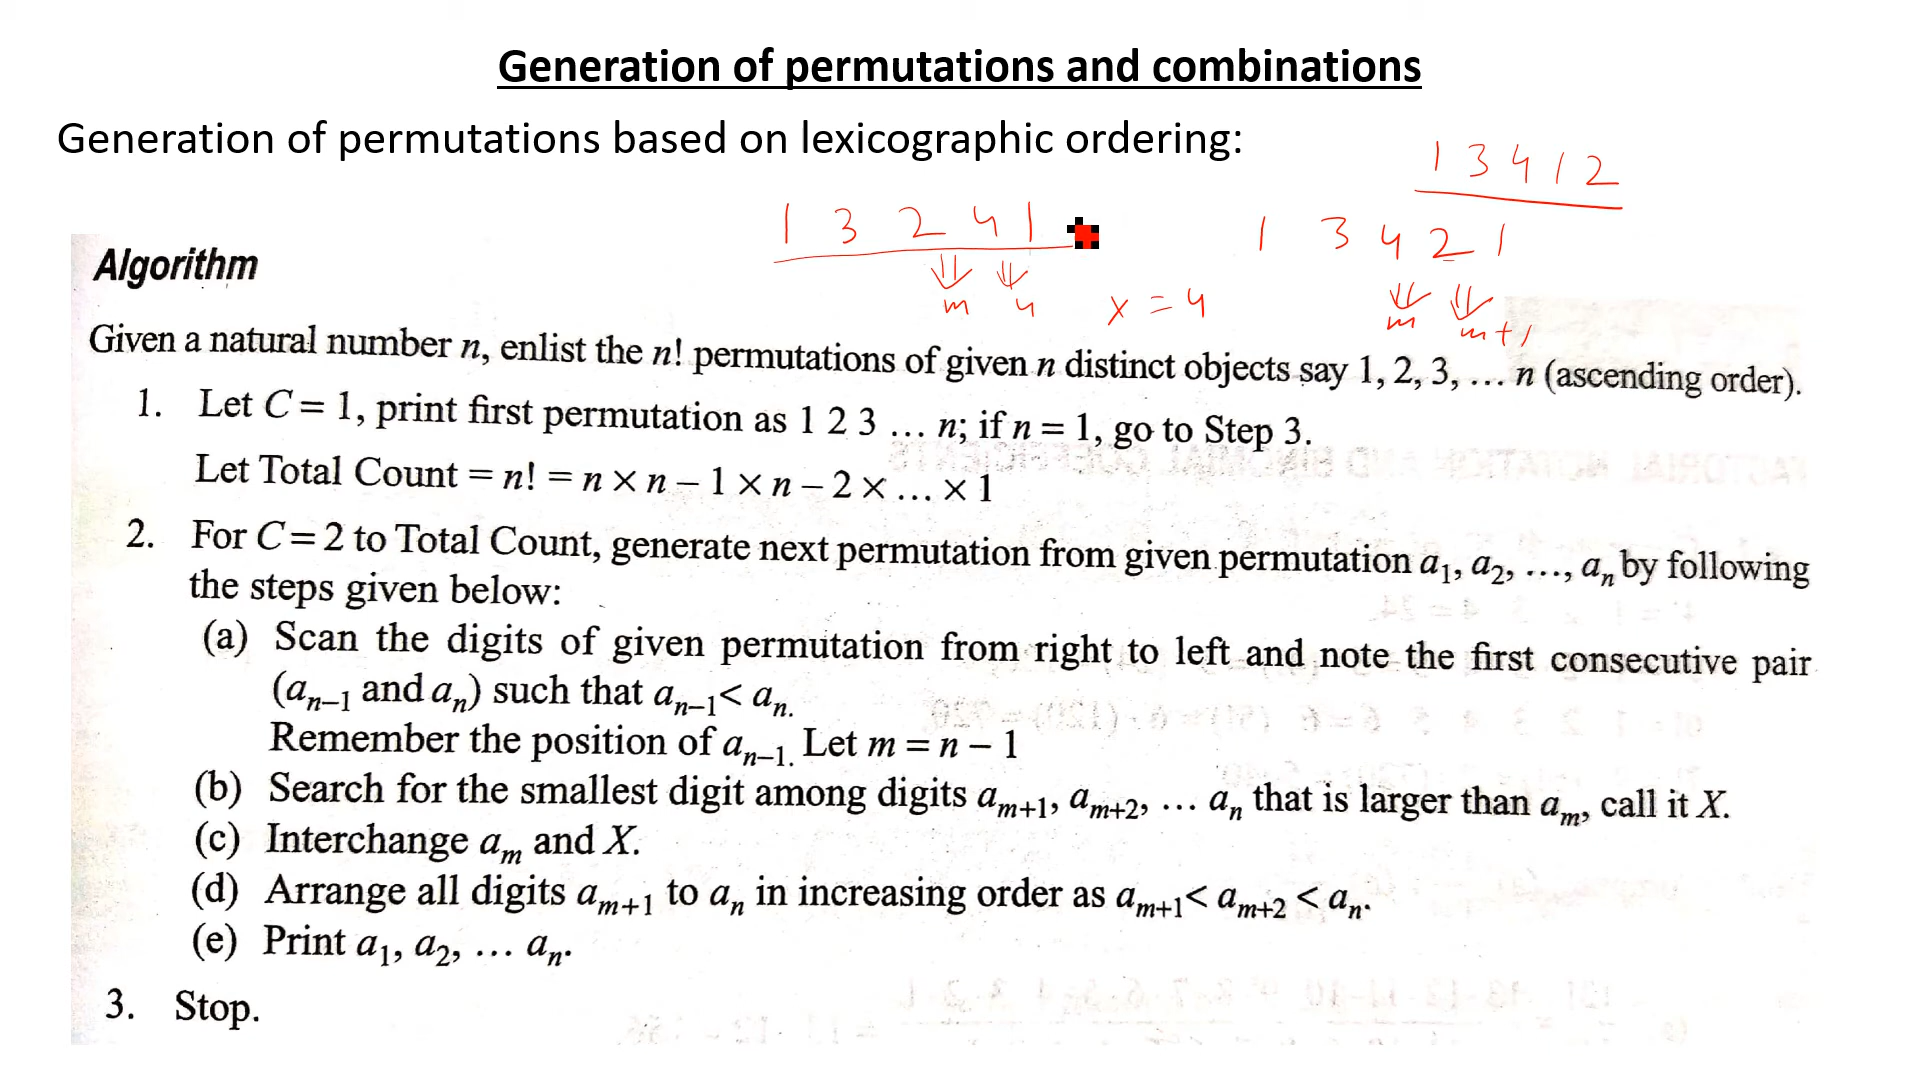 Generation of permutations and combinations
Generation of permutations based on lexicographic ordering:
1 3 4 1 2
1 3 2 4 1
1 3 4 2 1
m n
x = 4
m m+1
Algorithm
Given a natural number n, enlist the n! permutations of given n distinct objects say 1, 2, 3, ... n (ascending order).
1. Let C = 1, print first permutation as 1 2 3 ... n; if n = 1, go to Step 3.
Let Total Count = n! = n × n – 1 × n – 2 × ... × 1
2. For C = 2 to Total Count, generate next permutation from given permutation a₁, a₂, ..., aₙ by following
the steps given below:
(a) Scan the digits of given permutation from right to left and note the first consecutive pair
(aₙ₋₁ and aₙ) such that aₙ₋₁< aₙ.
Remember the position of aₙ₋₁. Let m = n – 1
(b) Search for the smallest digit among digits aₘ₊₁, aₘ₊₂, ... aₙ that is larger than aₘ, call it X.
(c) Interchange aₘ and X.
(d) Arrange all digits aₘ₊₁ to aₙ in increasing order as aₘ₊₁< aₘ₊₂ < aₙ.
(e) Print a₁, a₂, ... aₙ.
3. Stop.